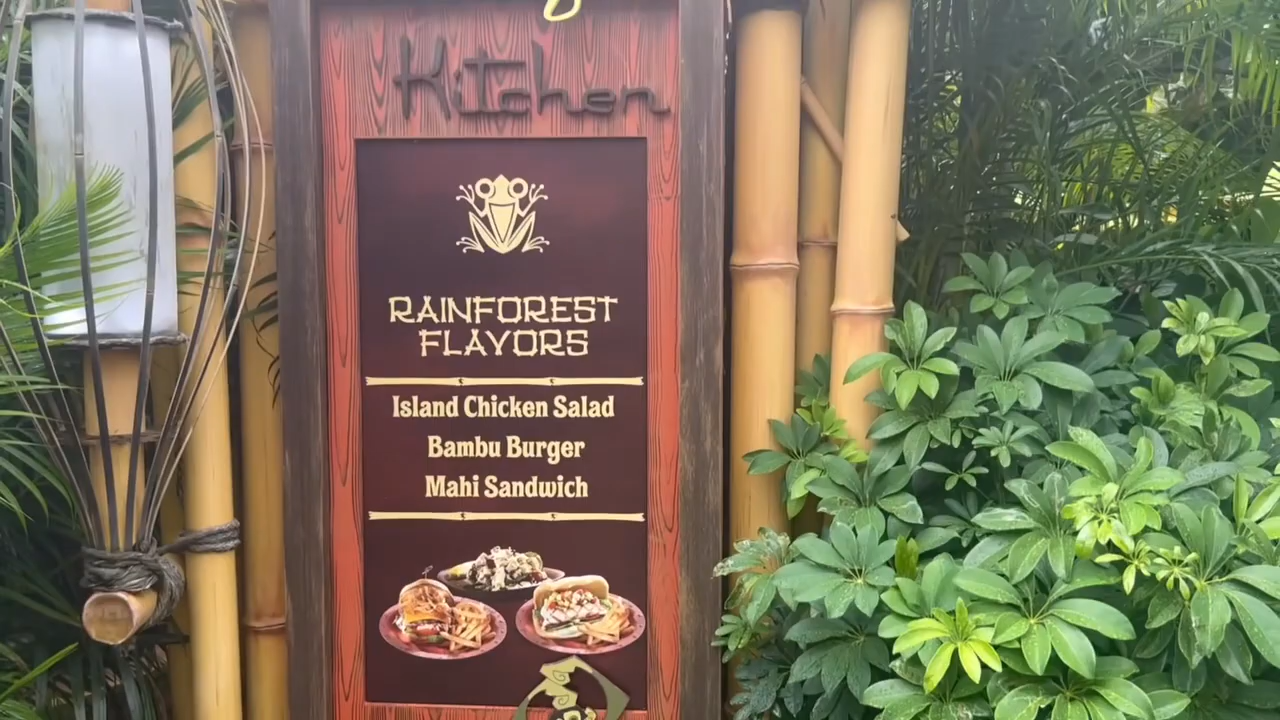 Kitchen
RAINFOREST
FLAVORS
Island Chicken Salad
Bambu Burger
Mahi Sandwich